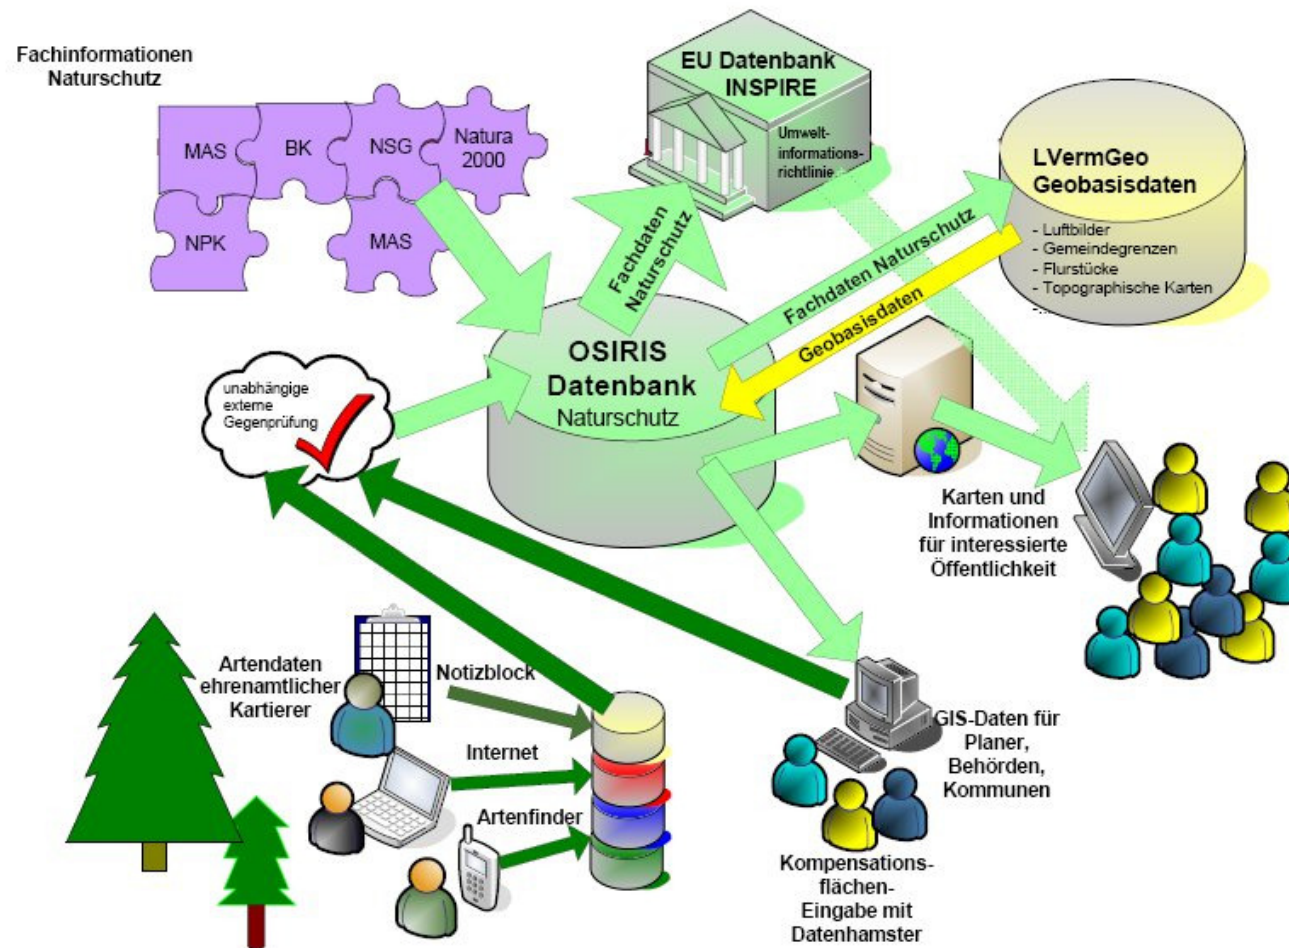 Fachinformationen
Naturschutz
MAS
BK
NSG
Natura
2000
NPK
MAS
EU Datenbank
INSPIRE
Umwelt-
informations-
richtlinie
LVermGeo
Geobasisdaten
- Luftbilder
- Gemeindegrenzen
- Flurstücke
- Topographische Karten
-...
Fachdaten
Naturschutz
Fachdaten Naturschutz
Geobasisdaten
OSIRIS
Datenbank
Naturschutz
unabhängige
externe
Gegenprüfung
Karten und
Informationen
für interessierte
Öffentlichkeit
Artendaten
ehrenamtlicher
Kartierer
Notizblock
Internet
Artenfinder
GIS-Daten für
Planer,
Behörden,
Kommunen
Kompensations-
flächen-
Eingabe mit
Datenhamster